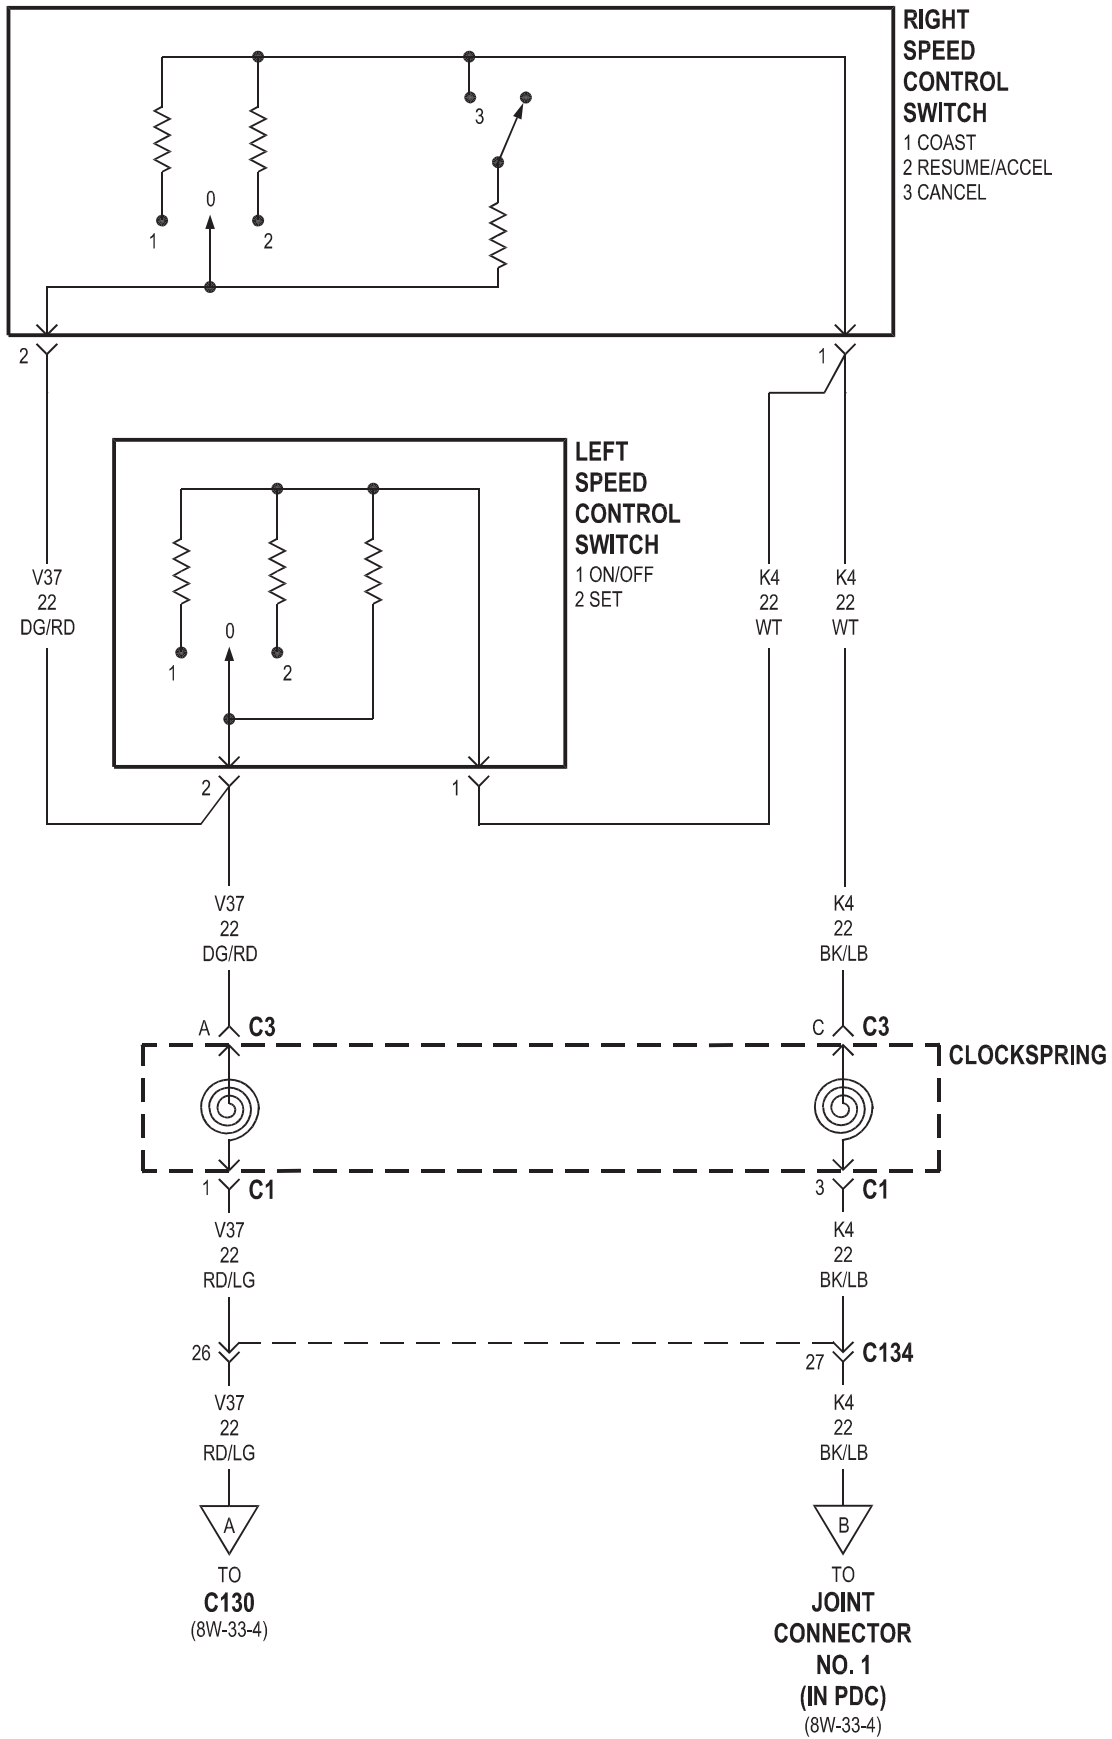 RIGHT
SPEED
CONTROL
SWITCH
1 COAST
2 RESUME/ACCEL
3 CANCEL
3
0
1
2
2
1
LEFT
SPEED
CONTROL
SWITCH
1 ON/OFF
2 SET
V37
22
DG/RD
K4
22
WT
K4
22
WT
0
1
2
2
1
V37
22
DG/RD
K4
22
BK/LB
A
C3
C
C3
CLOCKSPRING
1
C1
3
C1
V37
22
RD/LG
K4
22
BK/LB
26
27
C134
V37
22
RD/LG
K4
22
BK/LB
A
B
TO
C130
(8W-33-4)
TO
JOINT
CONNECTOR
NO. 1
(IN PDC)
(8W-33-4)